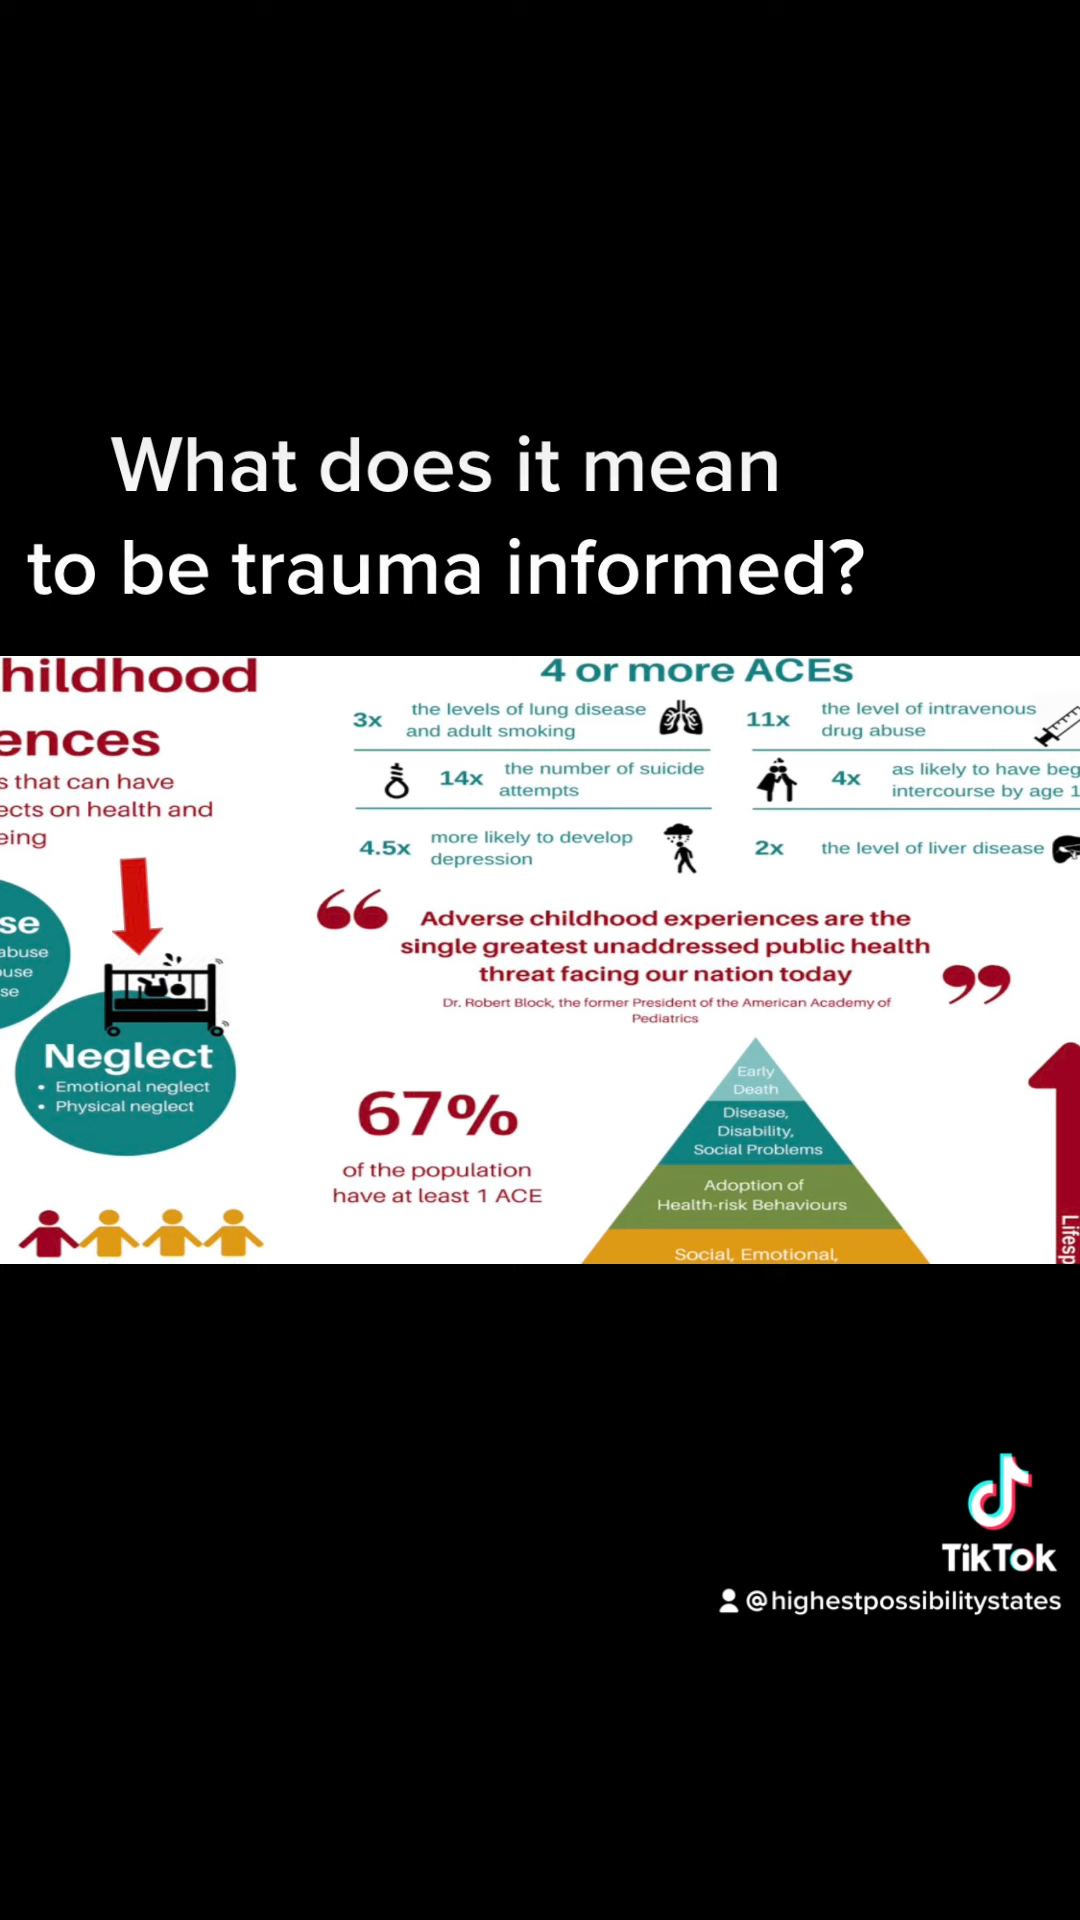 What does it mean
to be trauma informed?
hildhood
ences
s that can have
ects on health and
eing
se
abuse
use
se
Neglect
• Emotional neglect
• Physical neglect
4 or more ACEs
3x
the levels of lung disease
and adult smoking
11x
the level of intravenous
drug abuse
14x
the number of suicide
attempts
4x
as likely to have beg
intercourse by age 1
4.5x
more likely to develop
depression
2x
the level of liver disease
“ Adverse childhood experiences are the
single greatest unaddressed public health
threat facing our nation today ”
Dr. Robert Block, the former President of the American Academy of
Pediatrics
67%
of the population
have at least 1 ACE
Early
Death
Disease,
Disability,
Social Problems
Adoption of
Health-risk Behaviours
Social, Emotional,
Lifesp
TikTok
@highestpossibilitystates